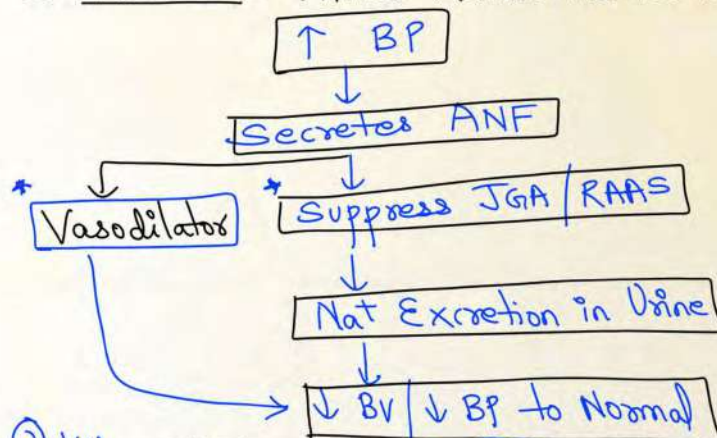 ↑ BP
Secretes ANF
* Vasodilator
* Suppress JGA / RAAS
Na+ Excretion in Urine
↓ BV / ↓ BP to Normal